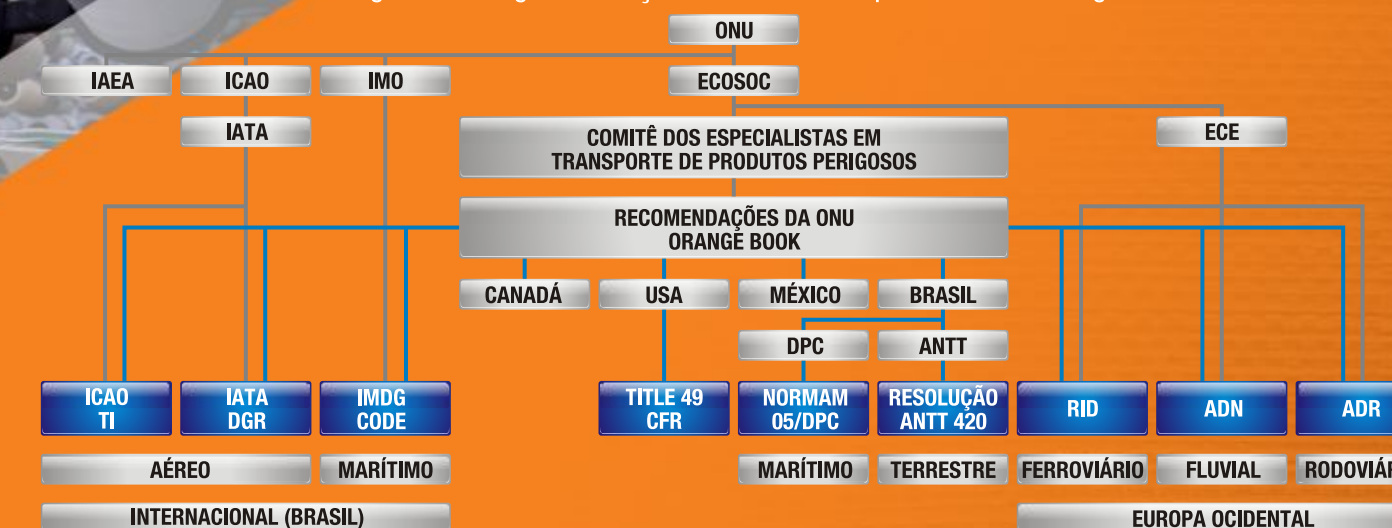 ONU
IAEA
ICAO
IMO
ECOSOC
IATA
COMITÊ DOS ESPECIALISTAS EM
TRANSPORTE DE PRODUTOS PERIGOSOS
ECE
RECOMENDAÇÕES DA ONU
ORANGE BOOK
CANADÁ
USA
MÉXICO
BRASIL
DPC
ANTT
ICAO
TI
IATA
DGR
IMDG
CODE
TITLE 49
CFR
NORMAM
05/DPC
RESOLUÇÃO
ANTT 420
RID
ADN
ADR
AÉREO
MARÍTIMO
MARÍTIMO
TERRESTRE
FERROVIÁRIO
FLUVIAL
INTERNACIONAL (BRASIL)
EUROPA OCIDENTAL